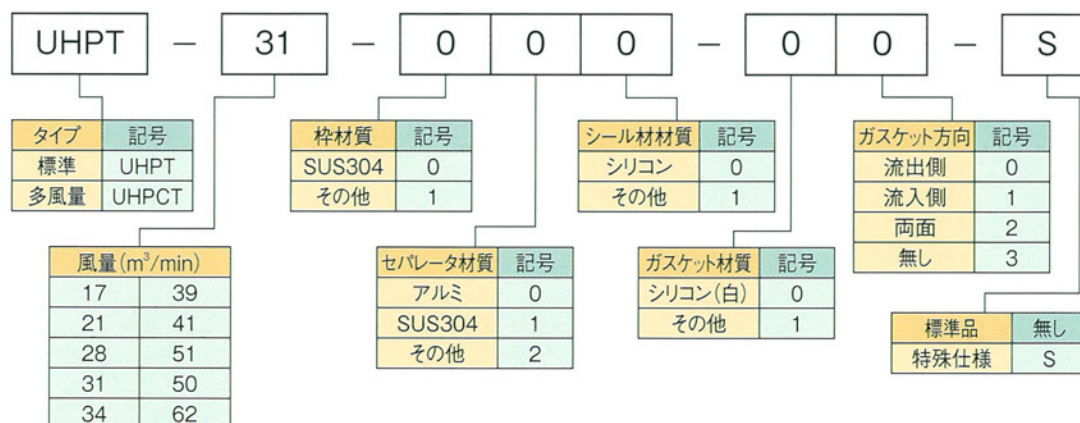 UHPT - 31 - 0 0 0 - 0 0 - S
タイプ 記号
標準 UHPT
多風量 UHPCT
風量(m³/min)
17 39
21 41
28 51
31 50
34 62
枠材質 記号
SUS304 0
その他 1
セパレータ材質 記号
アルミ 0
SUS304 1
その他 2
シール材材質 記号
シリコン 0
その他 1
ガスケット材質 記号
シリコン(白) 0
その他 1
ガスケット方向 記号
流出側 0
流入側 1
両面 2
無し 3
標準品 無し
特殊仕様 S